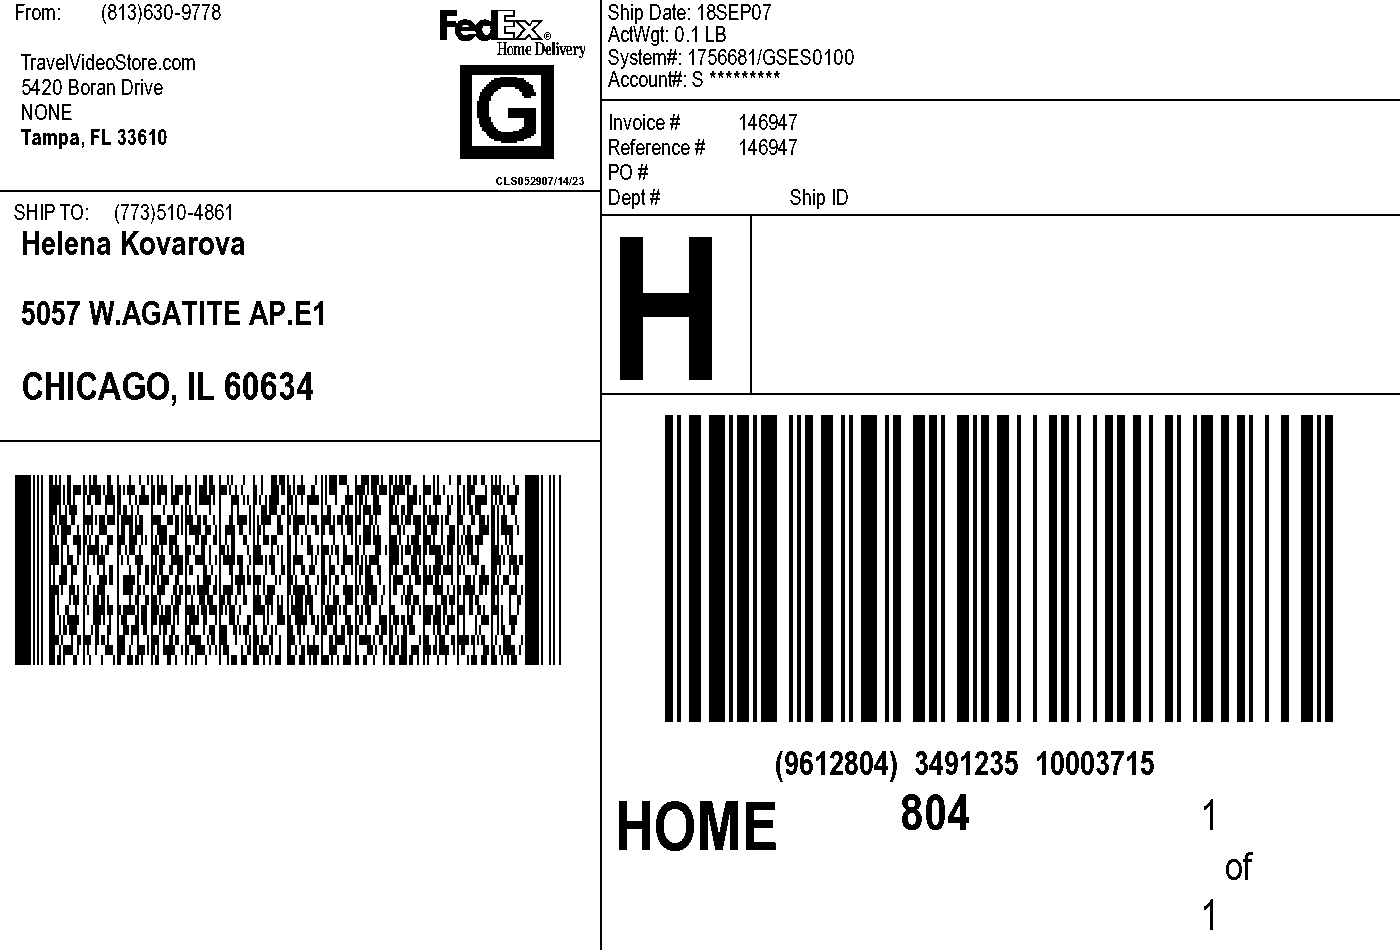 From: (813)630-9778
TravelVideoStore.com
5420 Boran Drive
NONE
Tampa, FL 33610
FedEx®
Home Delivery
G
CLS052907/14/23
Ship Date: 18SEP07
ActWgt: 0.1 LB
System#: 1756681/GSES0100
Account#: S *********
Invoice # 146947
Reference # 146947
PO #
Dept # Ship ID
SHIP TO: (773)510-4861
Helena Kovarova
5057 W.AGATITE AP.E1
CHICAGO, IL 60634
H
(9612804) 3491235 10003715
HOME 804 1
of
1